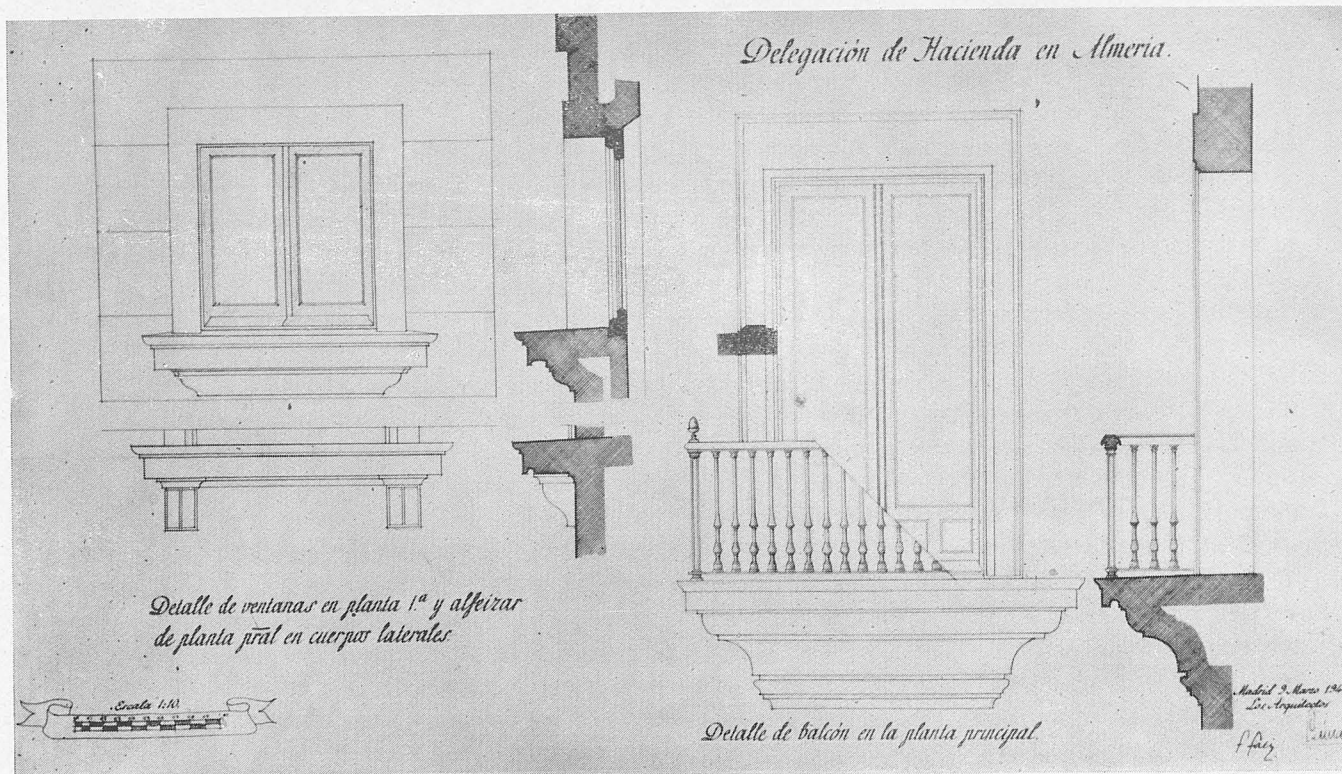 Delegación de Hacienda en Almeria.
Detalle de ventanas en planta 1.ª y alfeizar
de planta pral en cuerpos laterales
Escala 1:10.
Detalle de balcón en la planta principal.
Madrid 9 Marzo
Los Arquitectos